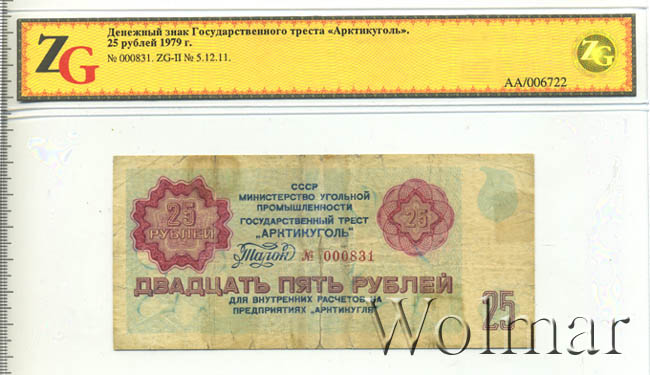 ZG
Денежный знак Государственного треста «Арктикуголь».
25 рублей 1979 г.
№ 000831. ZG-II № 5.12.11.
ZG
АА/006722
СССР
МИНИСТЕРСТВО УГОЛЬНОЙ
ПРОМЫШЛЕННОСТИ
ГОСУДАРСТВЕННЫЙ ТРЕСТ
„АРКТИКУГОЛЬ"
Талон № 000831
25
РУБЛЕЙ
25
ДВАДЦАТЬ ПЯТЬ РУБЛЕЙ
ДЛЯ ВНУТРЕННИХ РАСЧЕТОВ НА
ПРЕДПРИЯТИЯХ „АРКТИКУГЛЯ"
25
Wolmar